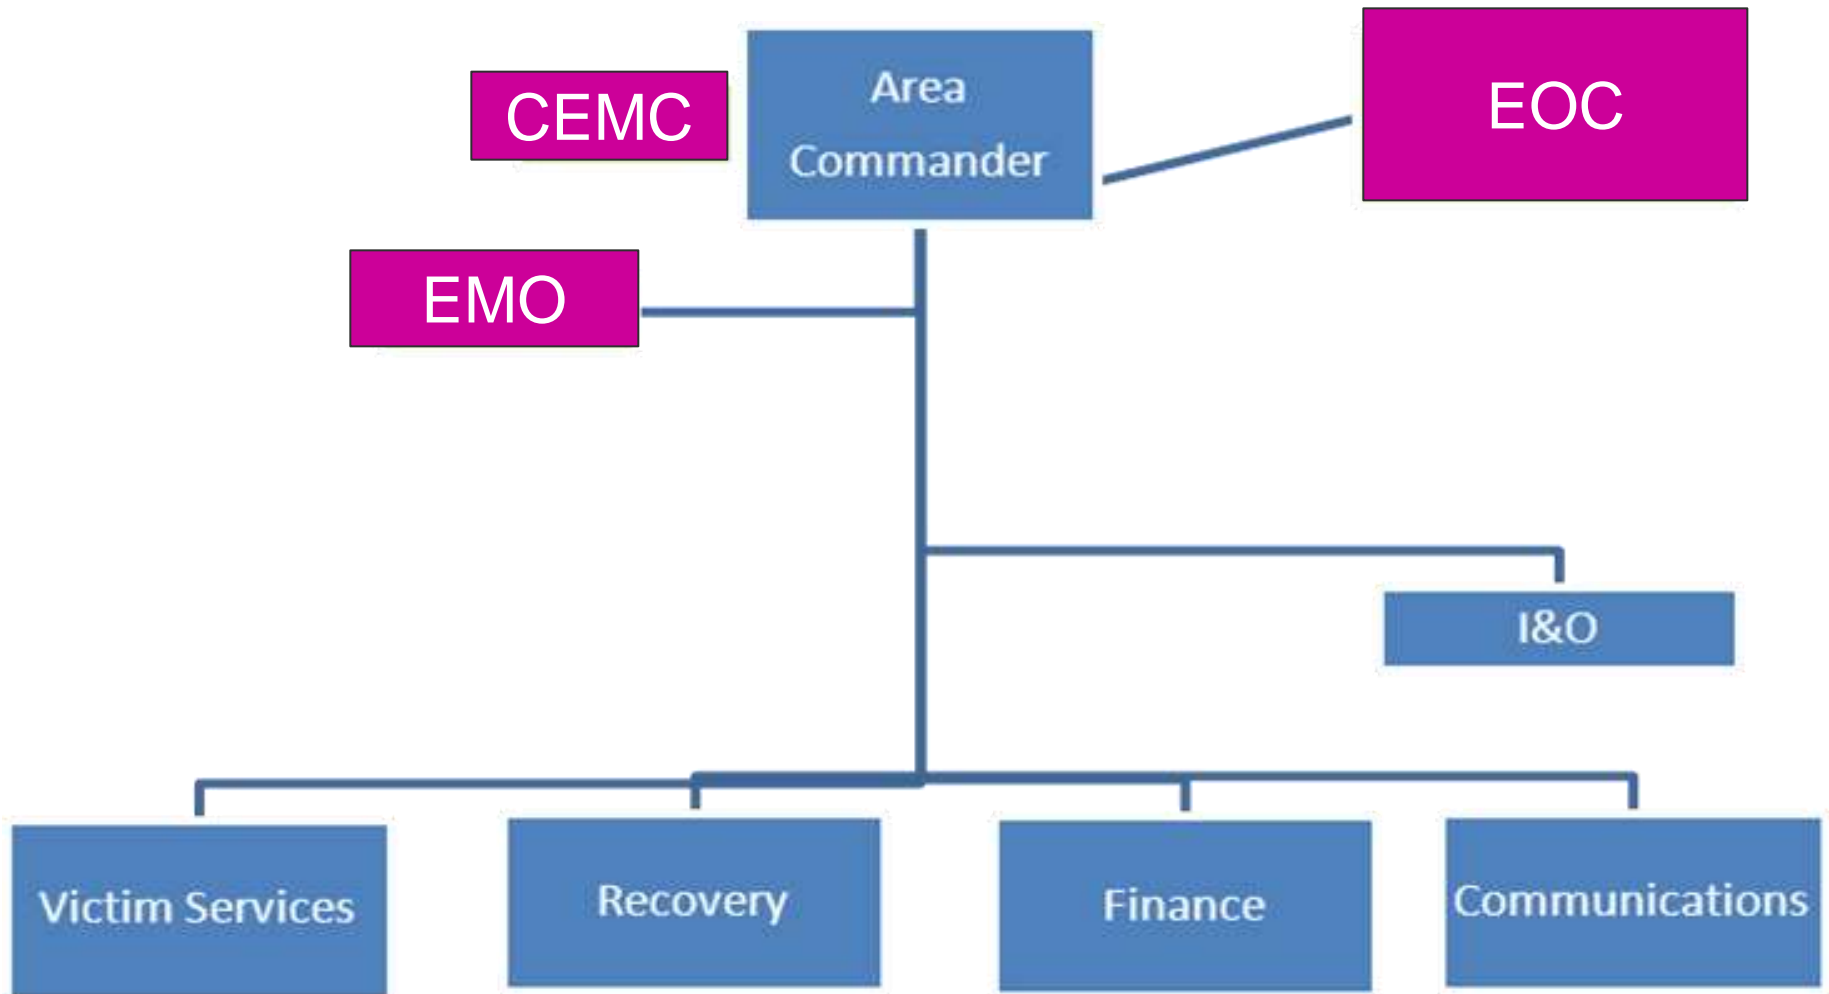 Area
Commander
CEMC
EOC
EMO
I&O
Victim Services
Recovery
Finance
Communications